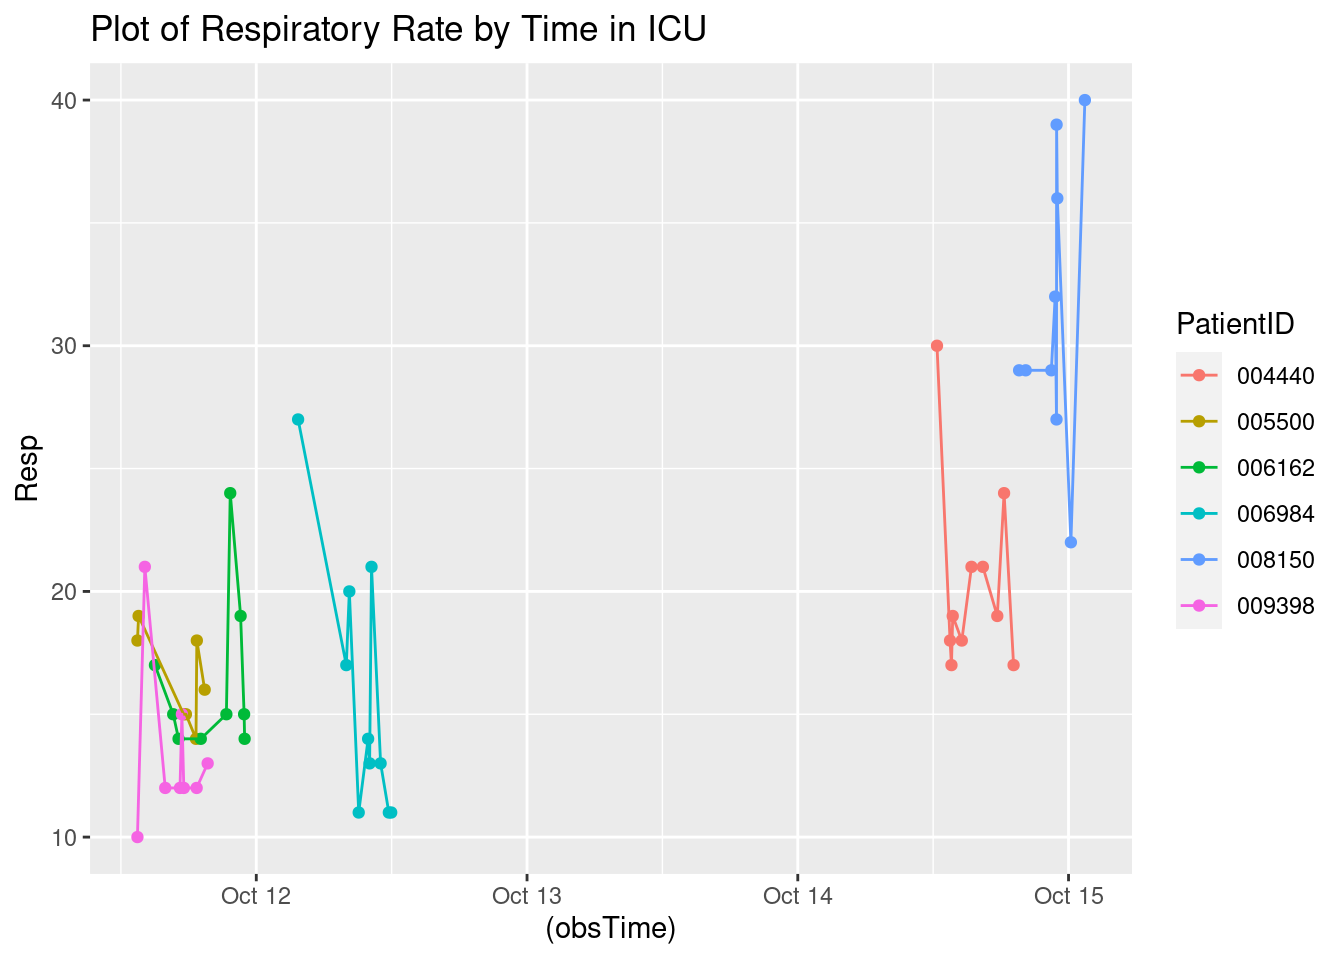 Plot of Respiratory Rate by Time in ICU
40
30
20
10
Resp
Oct 12
Oct 13
Oct 14
Oct 15
(obsTime)
PatientID
004440
005500
006162
006984
008150
009398